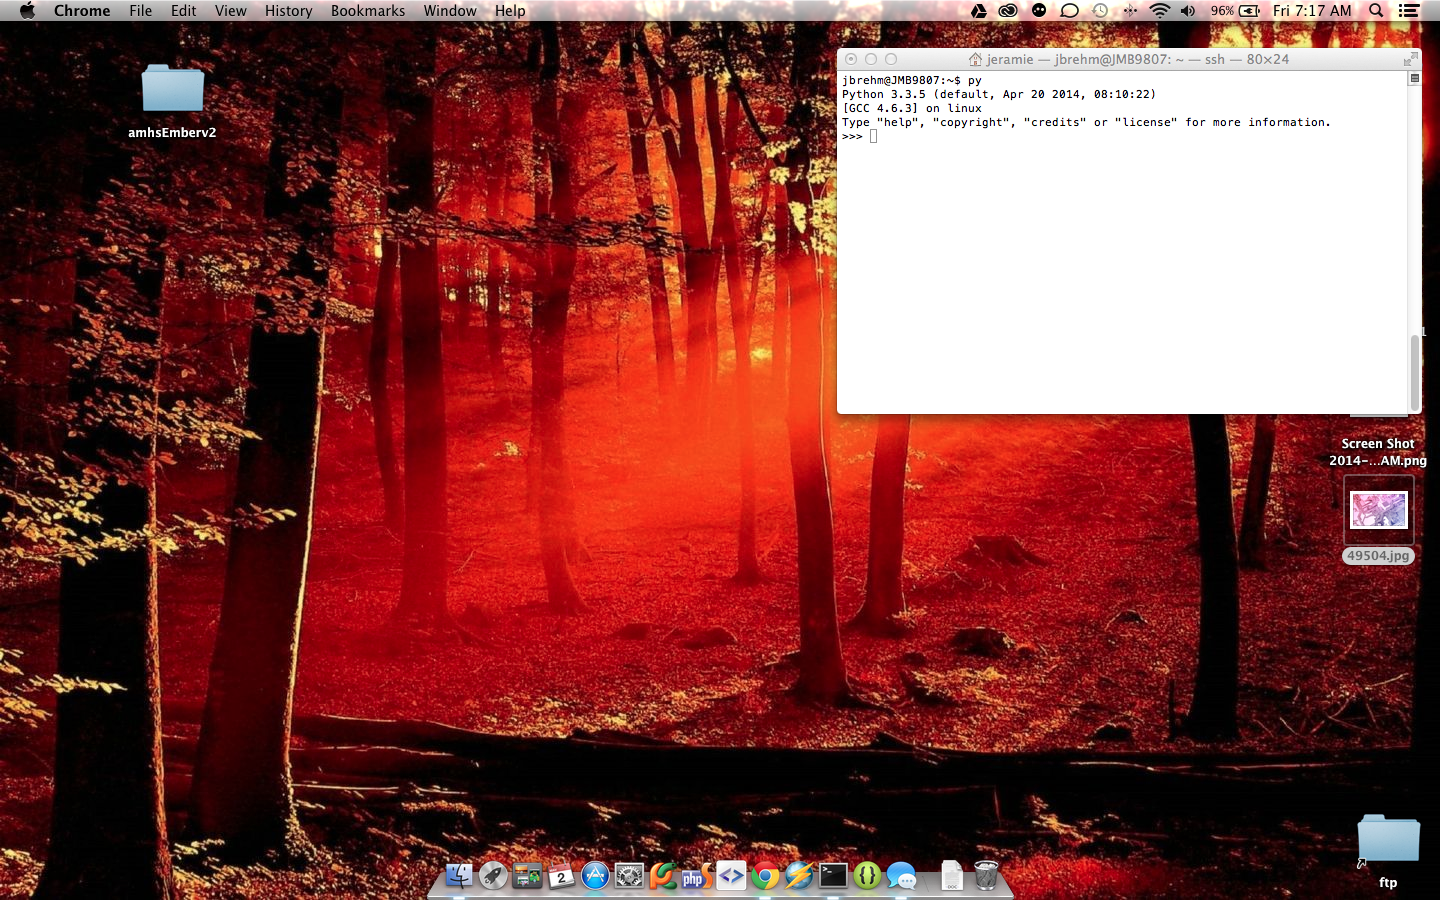 Chrome File Edit View History Bookmarks Window Help 96% Fri 7:17 AM
amhsEmberv2
jeramie — jbrehm@JMB9807: ~ — ssh — 80×24
jbrehm@JMB9807:~$ py
Python 3.3.5 (default, Apr 20 2014, 08:10:22)
[GCC 4.6.3] on linux
Type "help", "copyright", "credits" or "license" for more information.
>>>
1
Screen Shot
2014-...AM.png
49504.jpg
ftp
2
php